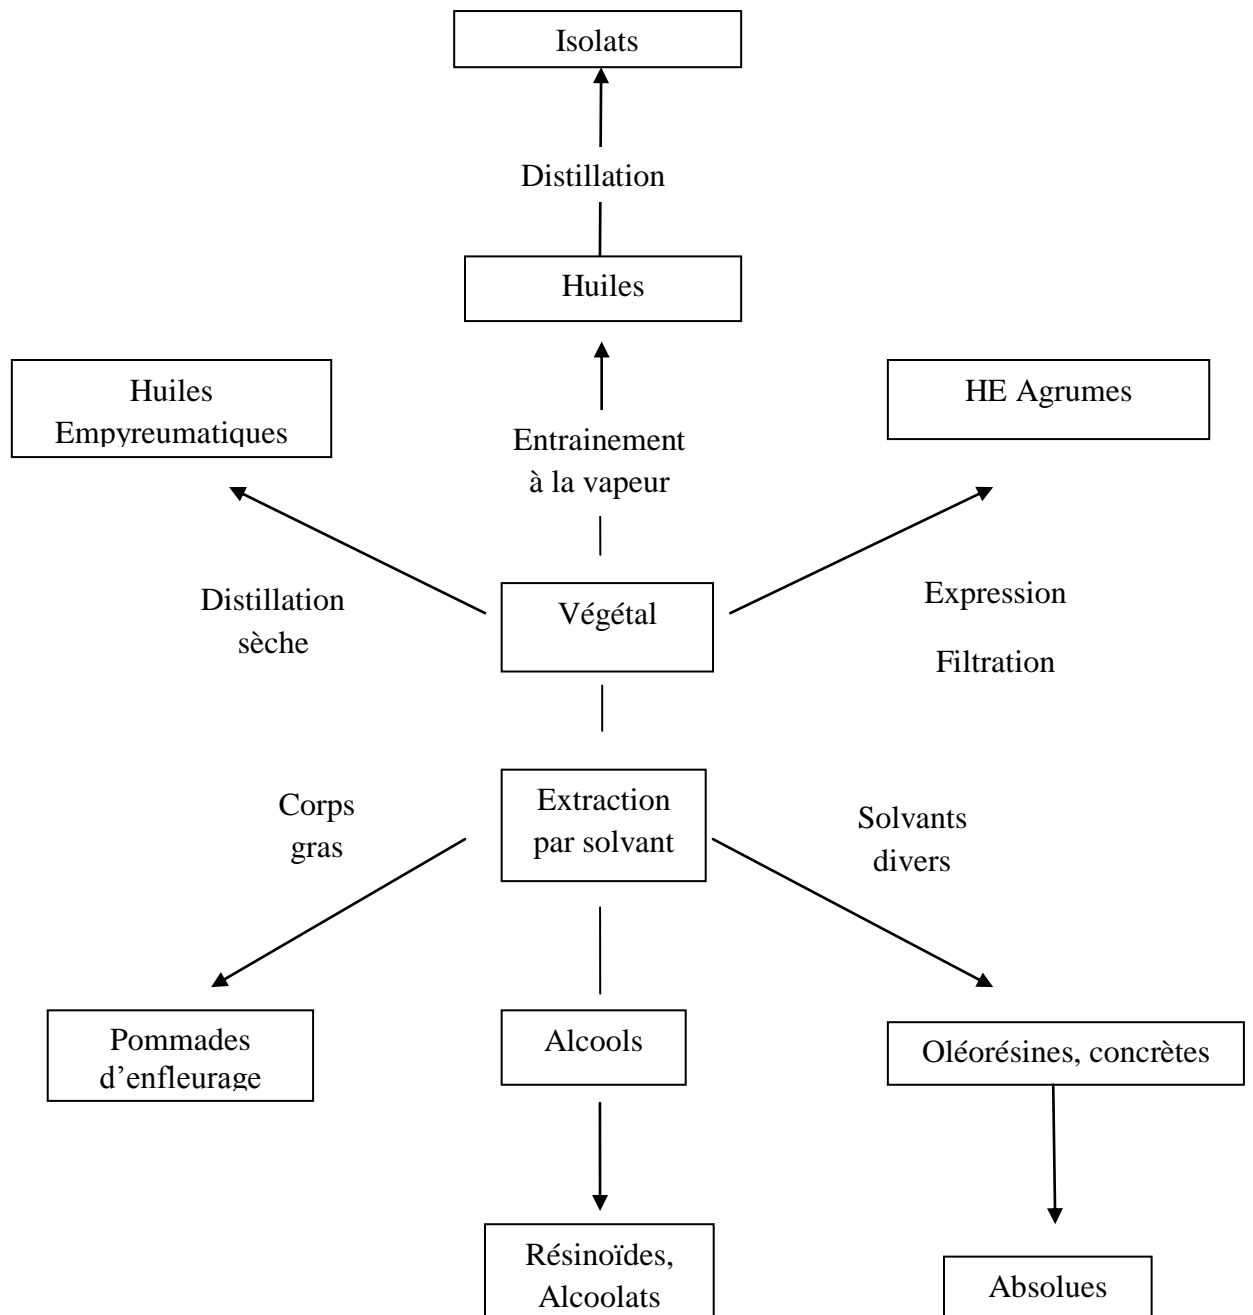 Isolats
Distillation
Huiles
Huiles
Empyreumatiques
HE Agrumes
Entrainement
à la vapeur
Distillation
sèche
Végétal
Expression
Filtration
Corps
gras
Extraction
par solvant
Solvants
divers
Pommades
d’enfleurage
Alcools
Oléorésines, concrètes
Résinoïdes,
Alcoolats
Absolues